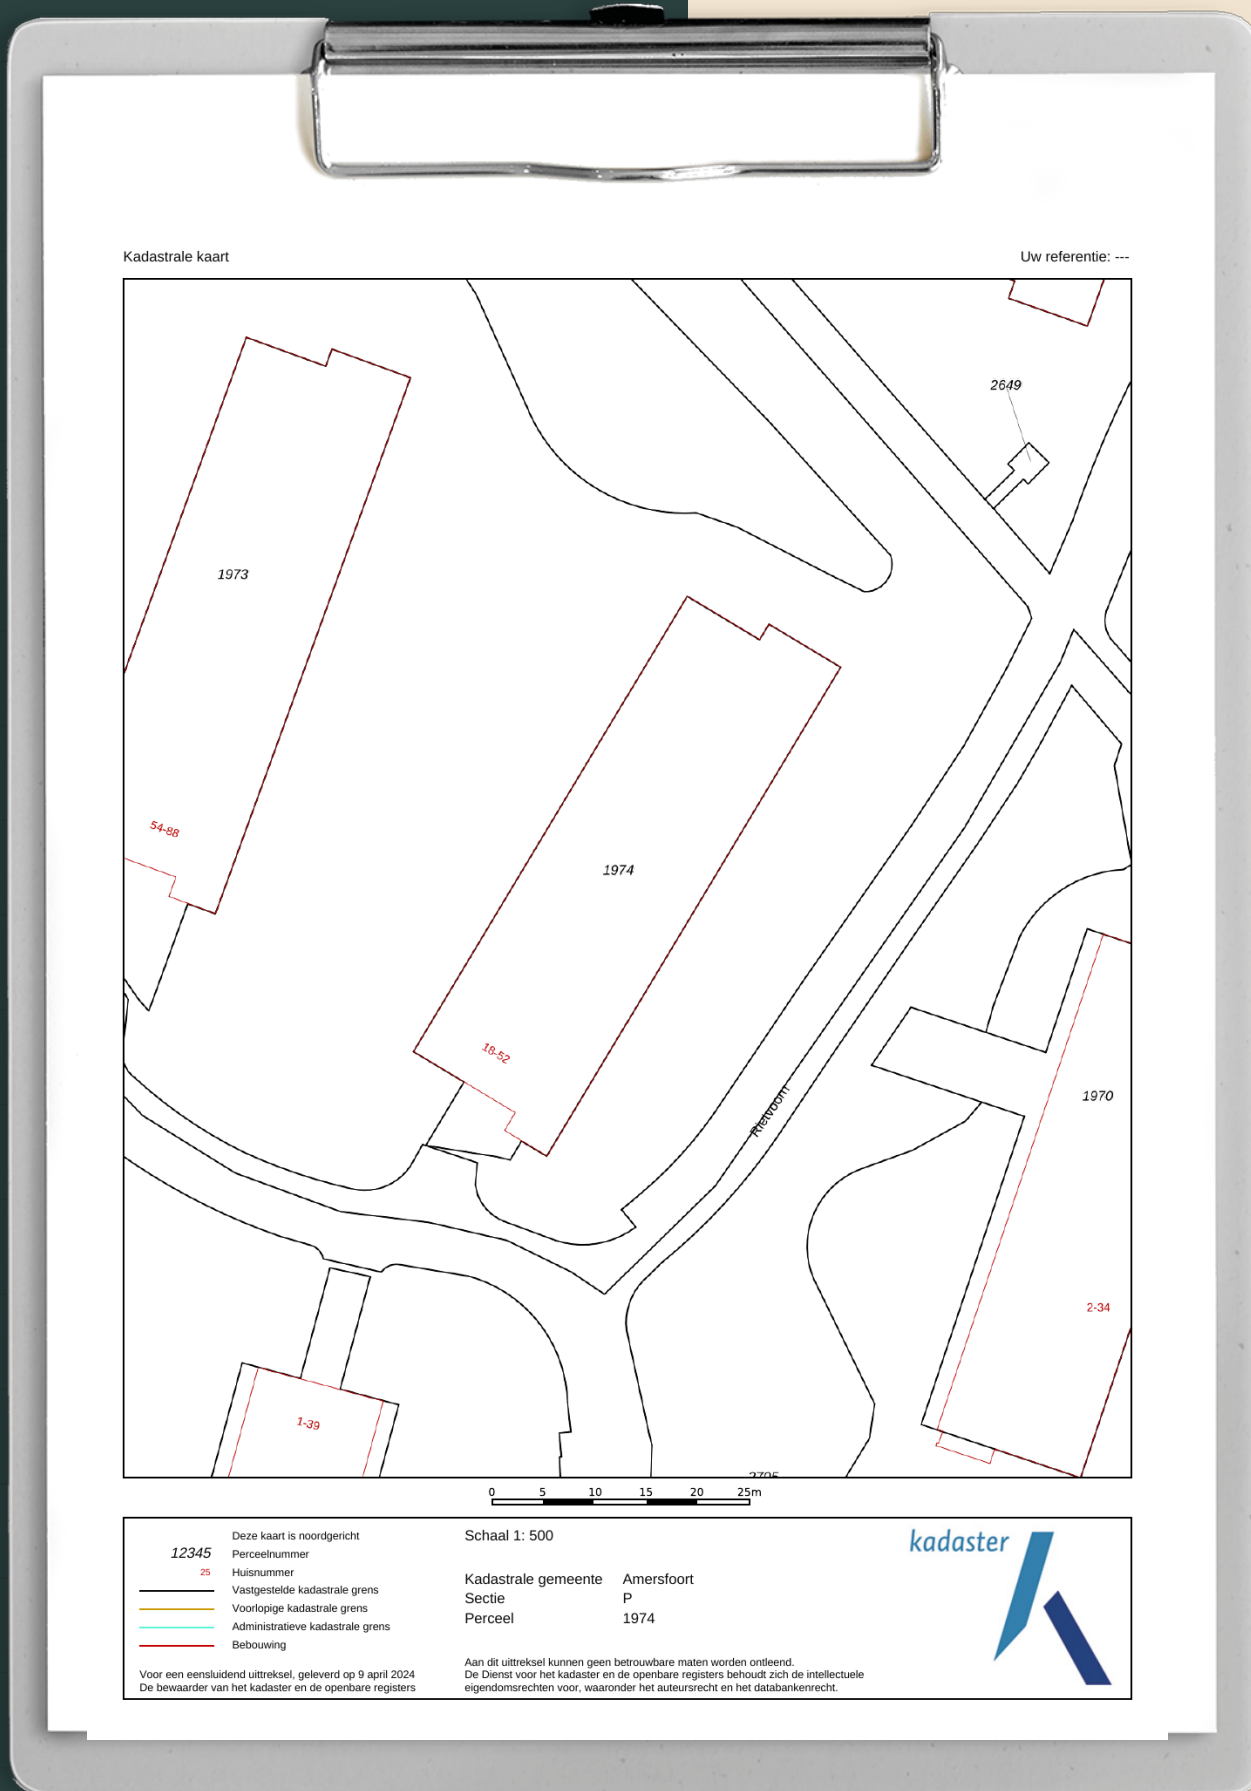 Kadastrale kaart
Uw referentie: ---
2649
1973
54-88
1974
18-52
Rietvoorn
1970
2-34
1-39
0 5 10 15 20 25m
Deze kaart is noordgericht
12345 Perceelnummer
25 Huisnummer
Vastgestelde kadastrale grens
Voorlopige kadastrale grens
Administratieve kadastrale grens
Bebouwing
Voor een eensluidend uittreksel, geleverd op 9 april 2024
De bewaarder van het kadaster en de openbare registers
Schaal 1: 500
Kadastrale gemeente Amersfoort
Sectie P
Perceel 1974
Aan dit uittreksel kunnen geen betrouwbare maten worden ontleend.
De Dienst voor het kadaster en de openbare registers behoudt zich de intellectuele
eigendomsrechten voor, waaronder het auteursrecht en het databankenrecht.
kadaster